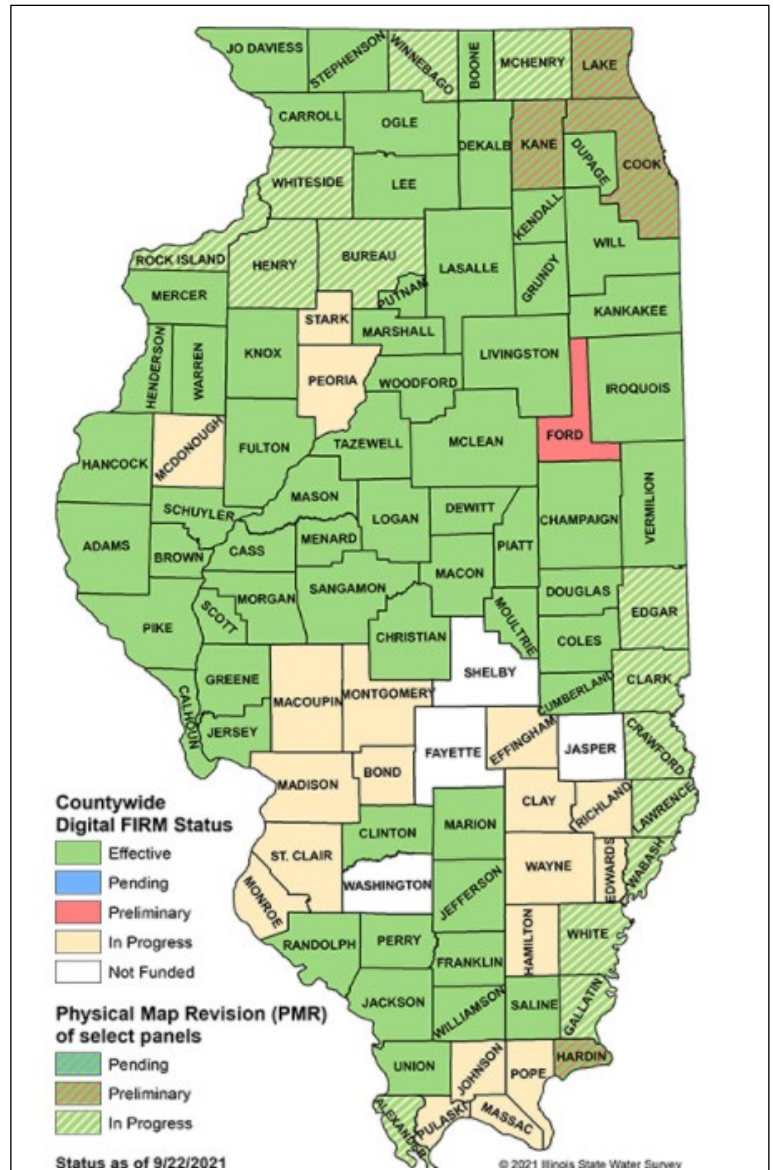 JO DAVIESS
STEPHENSON
WINNEBAGO
BOONE
MCHENRY
LAKE
CARROLL
OGLE
DEKALB
KANE
DUPAGE
COOK
WHITESIDE
LEE
KENDALL
WILL
ROCK ISLAND
HENRY
BUREAU
LASALLE
GRUNDY
MERCER
PUTNAM
KANKAKEE
STARK
MARSHALL
HENDERSON
WARREN
KNOX
PEORIA
WOODFORD
LIVINGSTON
IROQUOIS
FORD
HANCOCK
MCDONOUGH
FULTON
TAZEWELL
MCLEAN
SCHUYLER
MASON
LOGAN
DEWITT
CHAMPAIGN
VERMILION
ADAMS
BROWN
CASS
MENARD
PIATT
MACON
PIKE
SCOTT
MORGAN
SANGAMON
MOULTRIE
DOUGLAS
EDGAR
CHRISTIAN
COLES
SHELBY
GREENE
CALHOUN
JERSEY
MACOUPIN
MONTGOMERY
CUMBERLAND
CLARK
FAYETTE
EFFINGHAM
JASPER
CRAWFORD
MADISON
BOND
CLAY
RICHLAND
LAWRENCE
CLINTON
MARION
ST. CLAIR
WAYNE
EDWARDS
WABASH
WASHINGTON
JEFFERSON
MONROE
RANDOLPH
PERRY
FRANKLIN
HAMILTON
WHITE
JACKSON
WILLIAMSON
SALINE
GALLATIN
UNION
JOHNSON
POPE
HARDIN
ALEXANDER
PULASKI
MASSAC
Countywide
Digital FIRM Status
Effective
Pending
Preliminary
In Progress
Not Funded
Physical Map Revision (PMR)
of select panels
Pending
Preliminary
In Progress
Status as of 9/22/2021
© 2021 Illinois State Water Survey